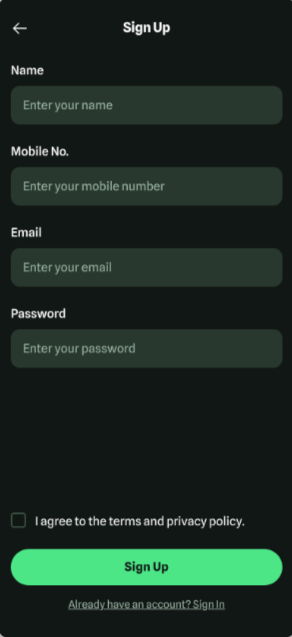 Sign Up
Name
Enter your name
Mobile No.
Enter your mobile number
Email
Enter your email
Password
Enter your password
I agree to the terms and privacy policy.
Sign Up
Already have an account? Sign In